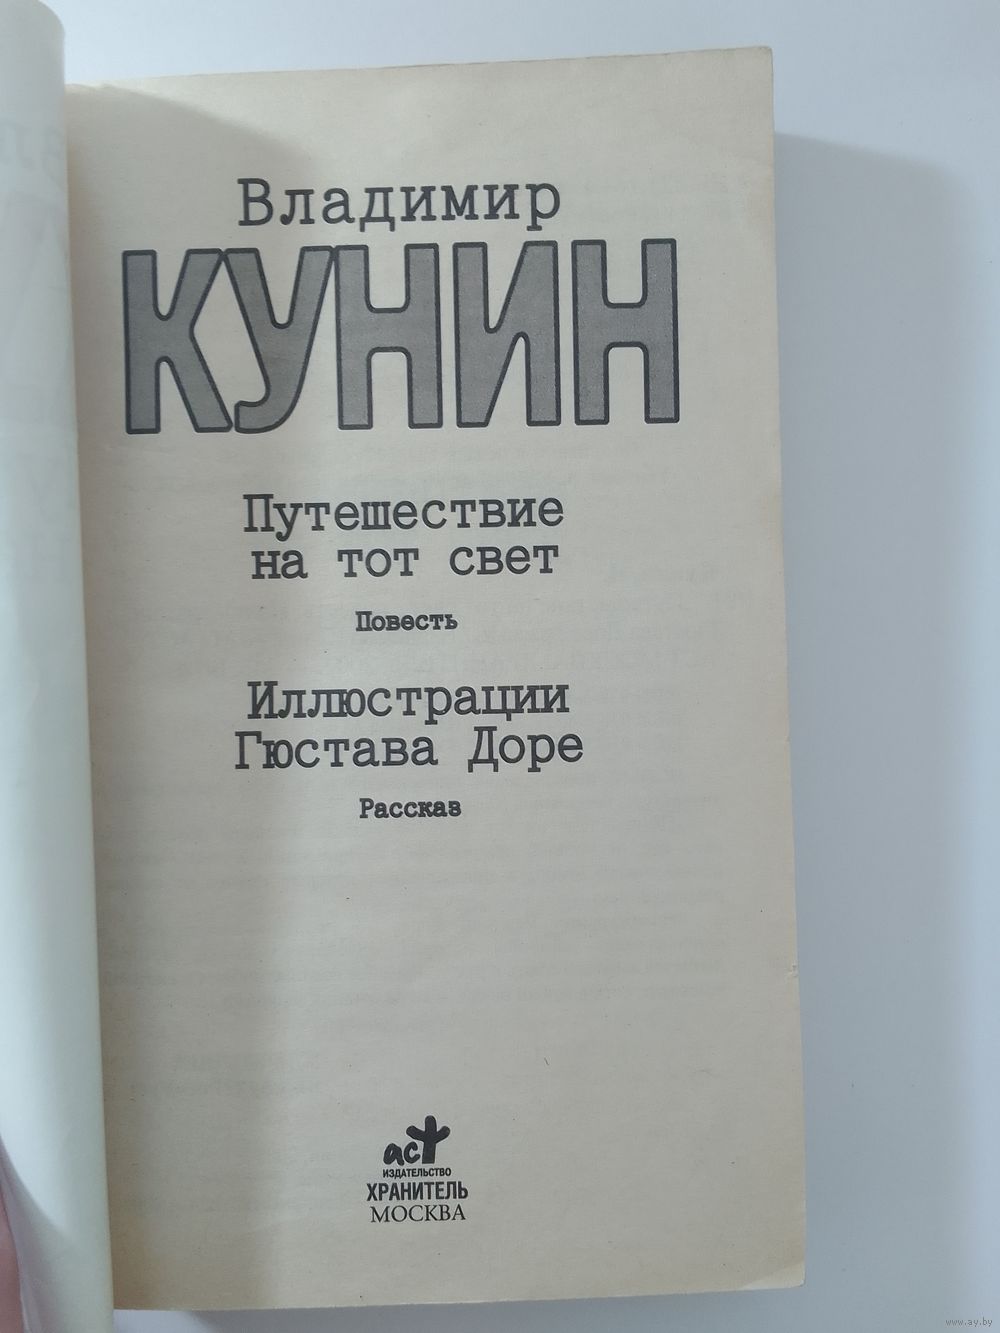 Владимир
КУНИН
Путешествие
на тот свет
Повесть
Иллюстрации
Гюстава Доре
Рассказ
аст
ИЗДАТЕЛЬСТВО
ХРАНИТЕЛЬ
МОСКВА
www.ay.by